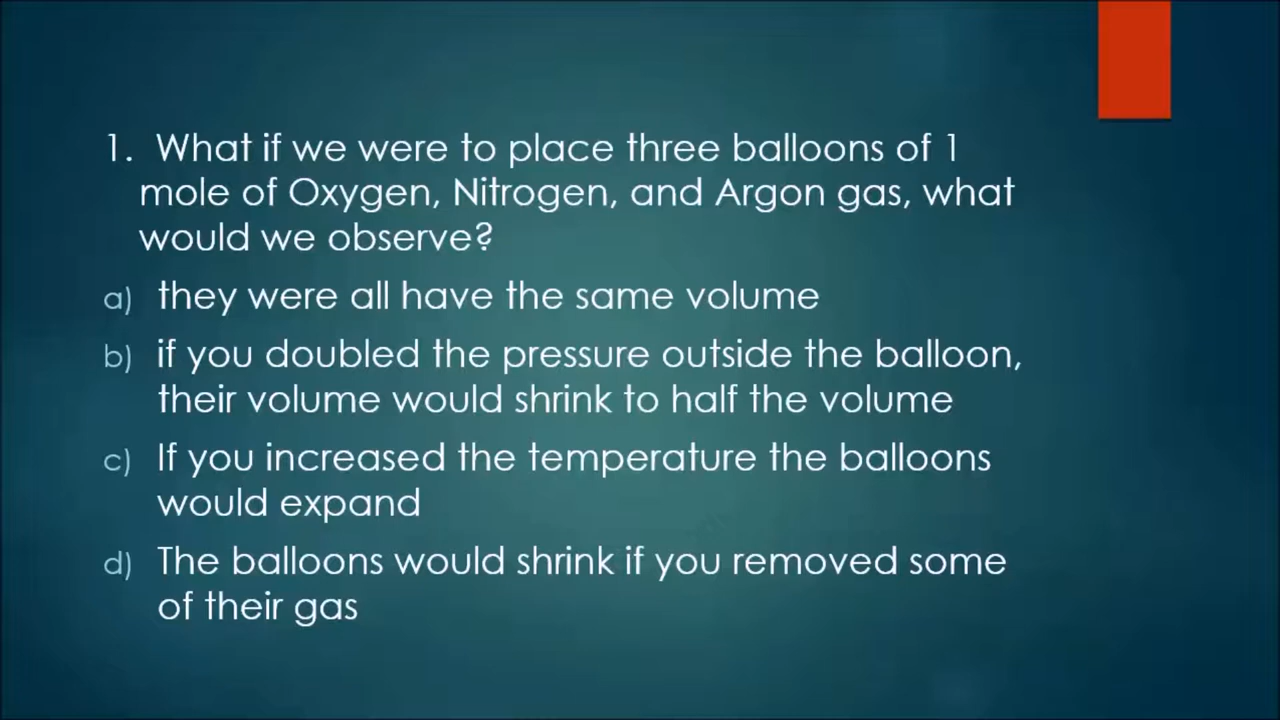 1. What if we were to place three balloons of 1
mole of Oxygen, Nitrogen, and Argon gas, what
would we observe?
a) they were all have the same volume
b) if you doubled the pressure outside the balloon,
their volume would shrink to half the volume
c) If you increased the temperature the balloons
would expand
d) The balloons would shrink if you removed some
of their gas